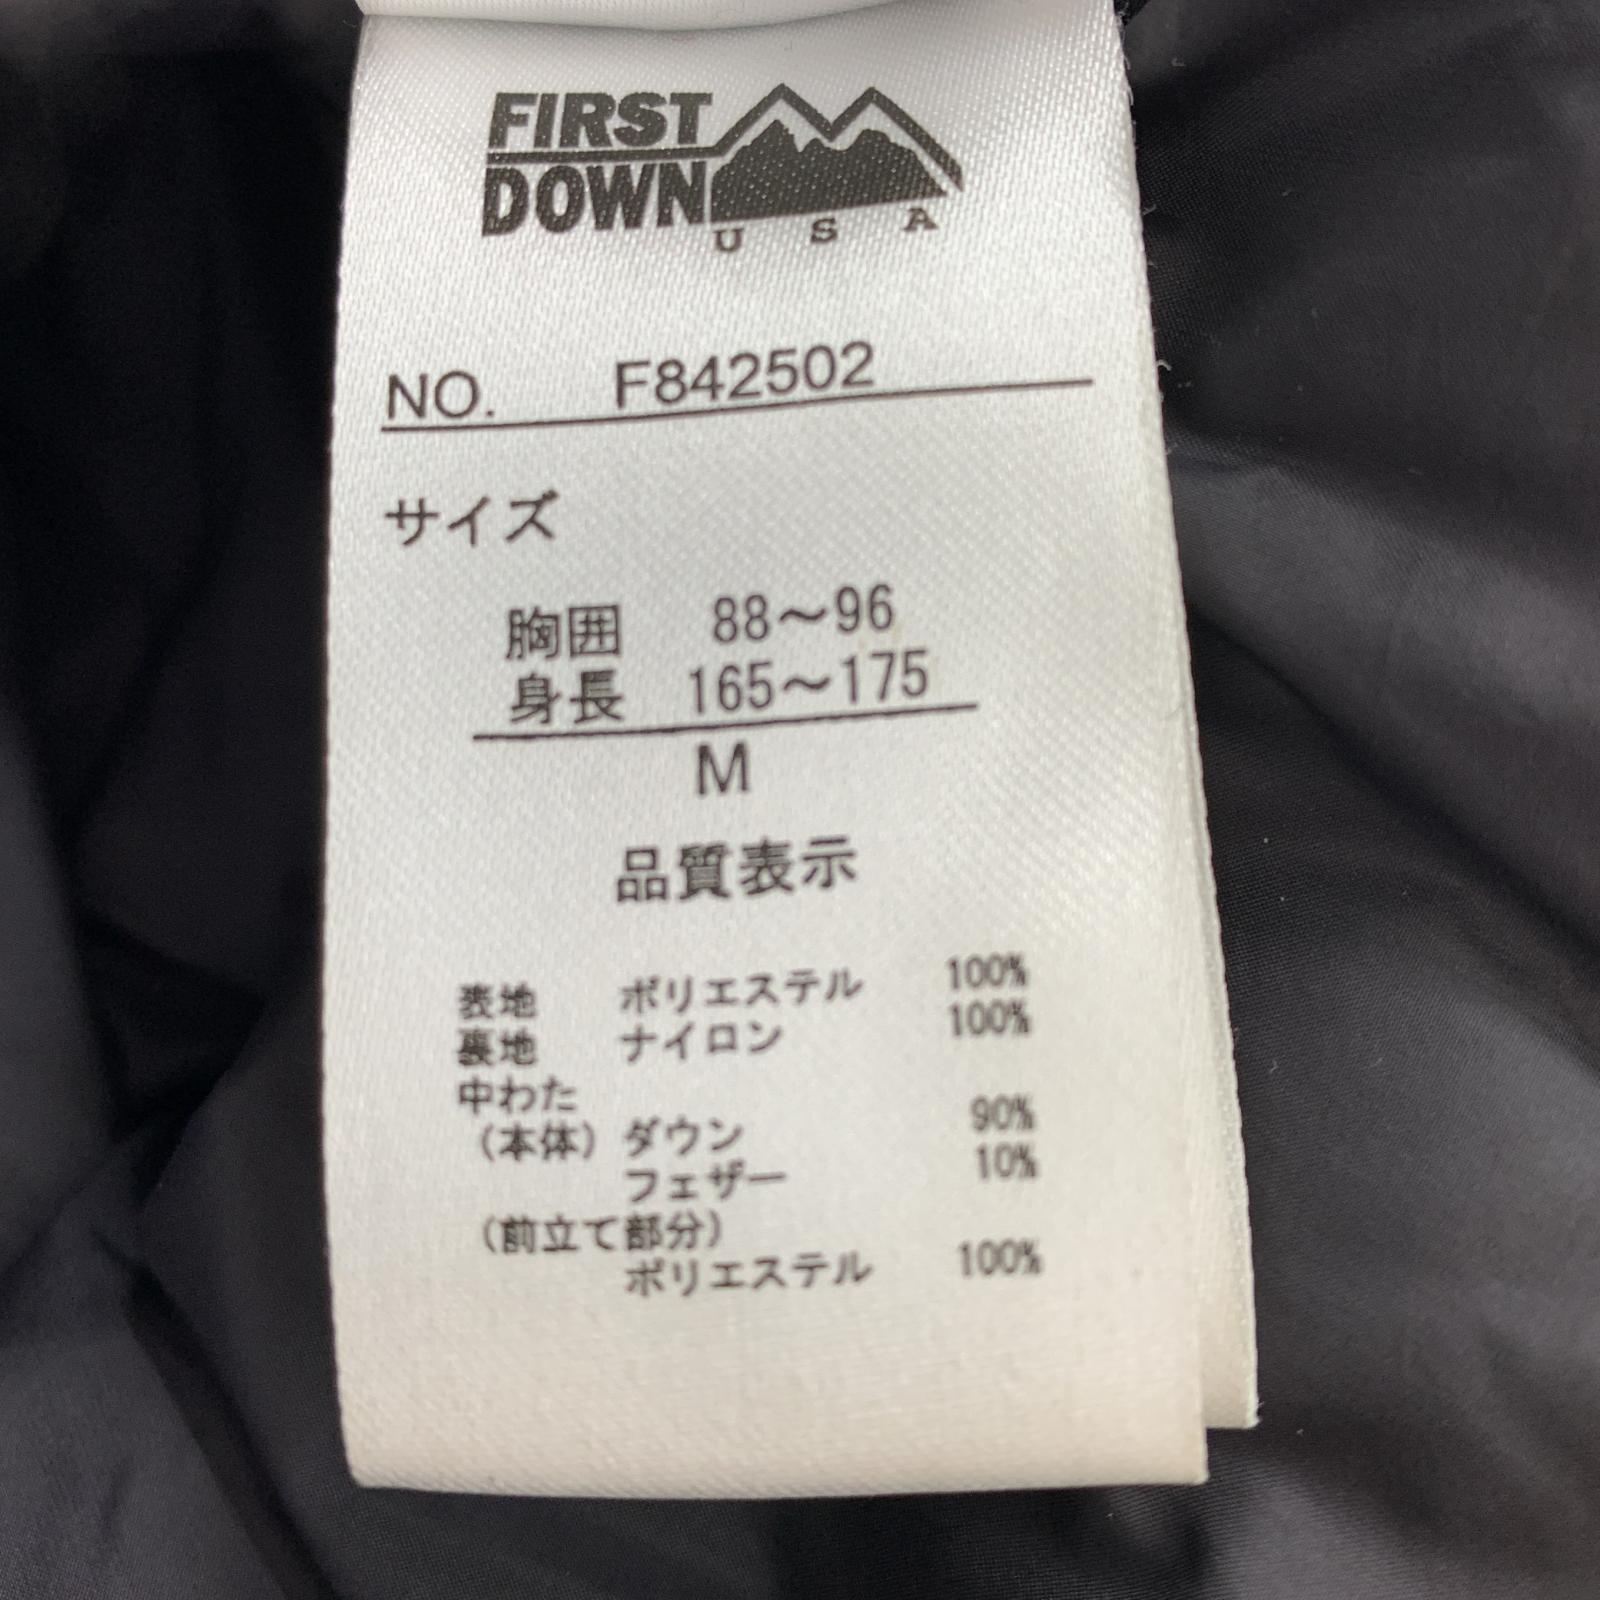 FIRST
DOWN
U S A
NO. F842502
サイズ
胸囲 88～96
身長 165～175
M
品質表示
表地 ポリエステル 100%
裏地 ナイロン 100%
中わた
（本体）ダウン 90%
フェザー 10%
（前立て部分）
ポリエステル 100%